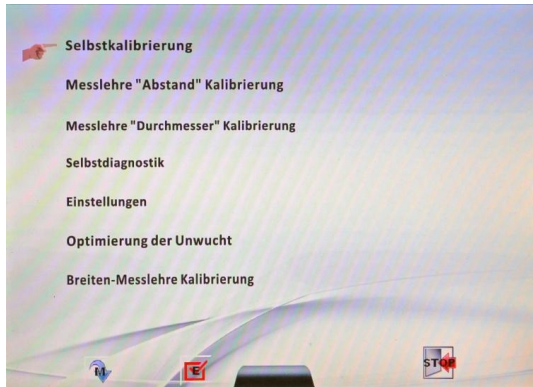 Selbstkalibrierung
Messlehre "Abstand" Kalibrierung
Messlehre "Durchmesser" Kalibrierung
Selbstdiagnostik
Einstellungen
Optimierung der Unwucht
Breiten-Messlehre Kalibrierung
M
E
STOP